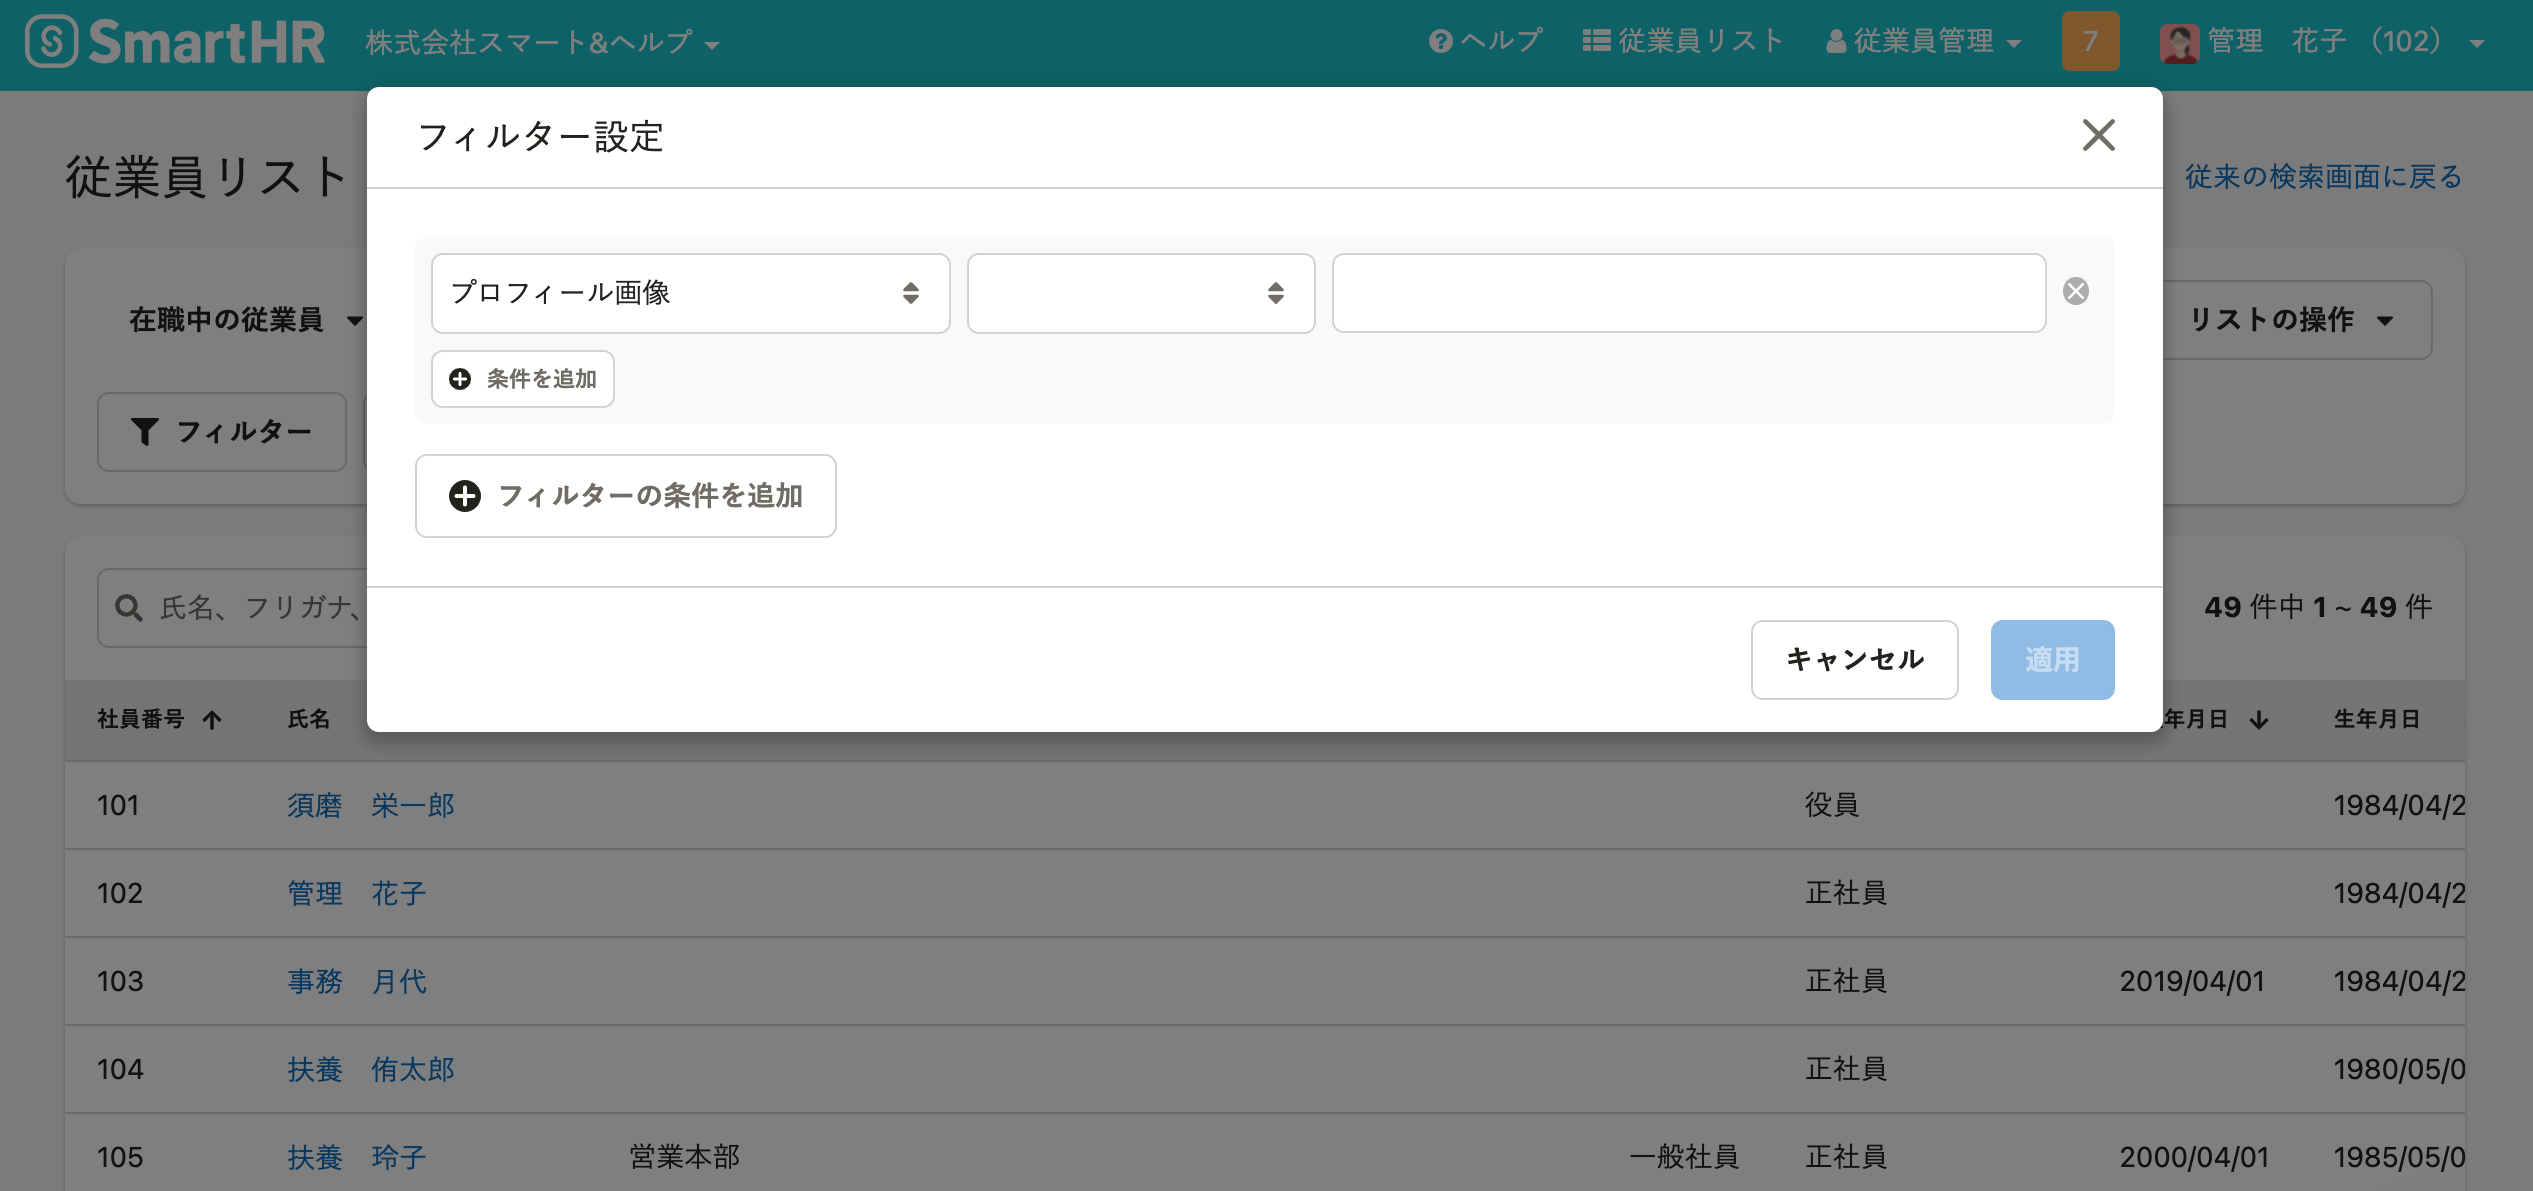 SmartHR 株式会社スマート&ヘルプ ヘルプ 従業員リスト 従業員管理 7 管理 花子 (102)
フィルター設定
従業員リスト
従来の検索画面に戻る
プロフィール画像
在職中の従業員
リストの操作
条件を追加
フィルター
フィルターの条件を追加
氏名、フリガナ、
49 件中 1 ~ 49 件
キャンセル 適用
社員番号 氏名 年月日 生年月日
101 須磨 栄一郎 役員 1984/04/2
102 管理 花子 正社員 1984/04/2
103 事務 月代 正社員 2019/04/01 1984/04/2
104 扶養 侑太郎 正社員 1980/05/0
105 扶養 玲子 営業本部 一般社員 正社員 2000/04/01 1985/05/0